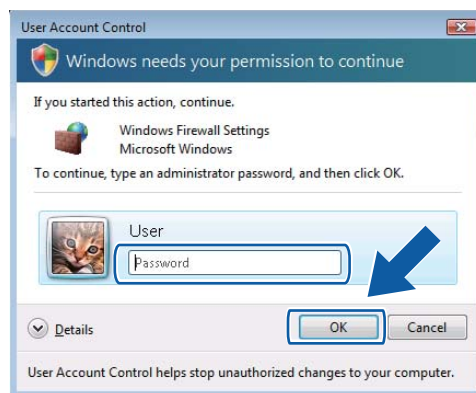 User Account Control
Windows needs your permission to continue
If you started this action, continue.
Windows Firewall Settings
Microsoft Windows
To continue, type an administrator password, and then click OK.
User
Password
Details
OK
Cancel
User Account Control helps stop unauthorized changes to your computer.